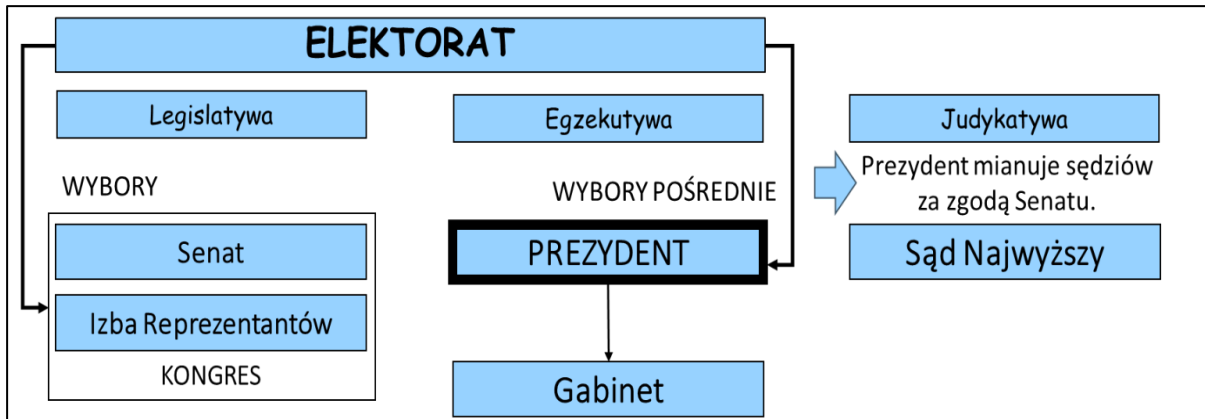 ELEKTORAT
Legislatywa
Egzekutywa
Judykatywa
WYBORY
WYBORY POŚREDNIE
Prezydent mianuje sędziów
za zgodą Senatu.
Senat
PREZYDENT
Sąd Najwyższy
Izba Reprezentantów
KONGRES
Gabinet